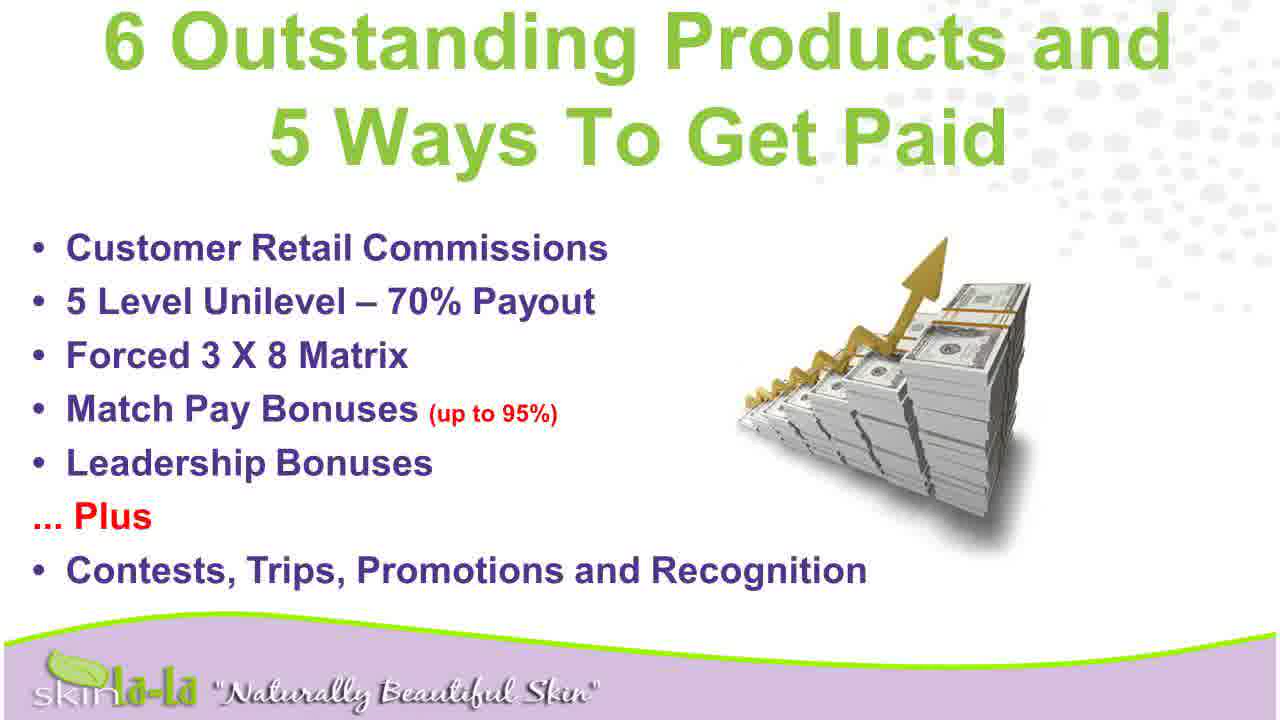 6 Outstanding Products and
5 Ways To Get Paid
• Customer Retail Commissions
• 5 Level Unilevel – 70% Payout
• Forced 3 X 8 Matrix
• Match Pay Bonuses (up to 95%)
• Leadership Bonuses
... Plus
• Contests, Trips, Promotions and Recognition
skinlā-lā "Naturally Beautiful Skin"